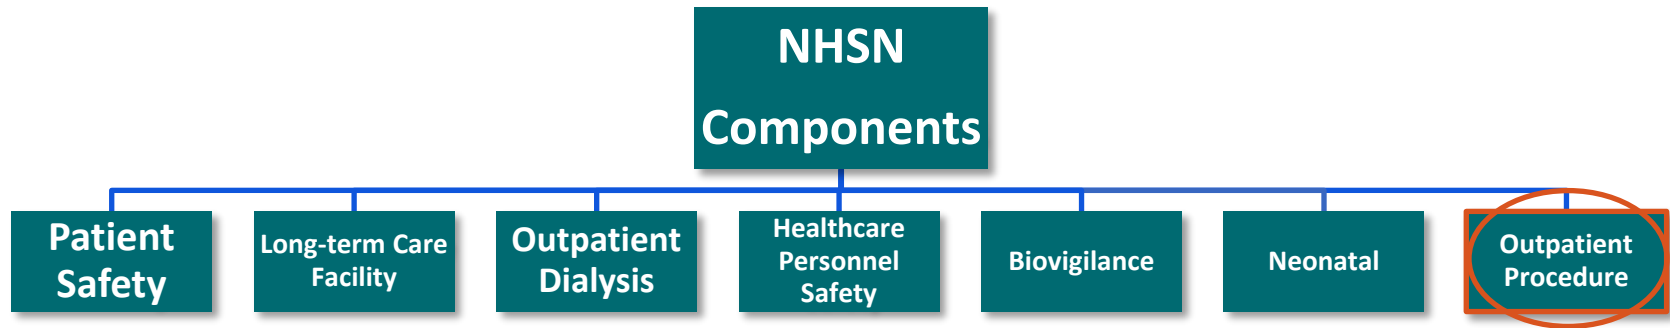 NHSN
Components
Patient
Safety
Long-term Care
Facility
Outpatient
Dialysis
Healthcare
Personnel
Safety
Biovigilance
Neonatal
Outpatient
Procedure